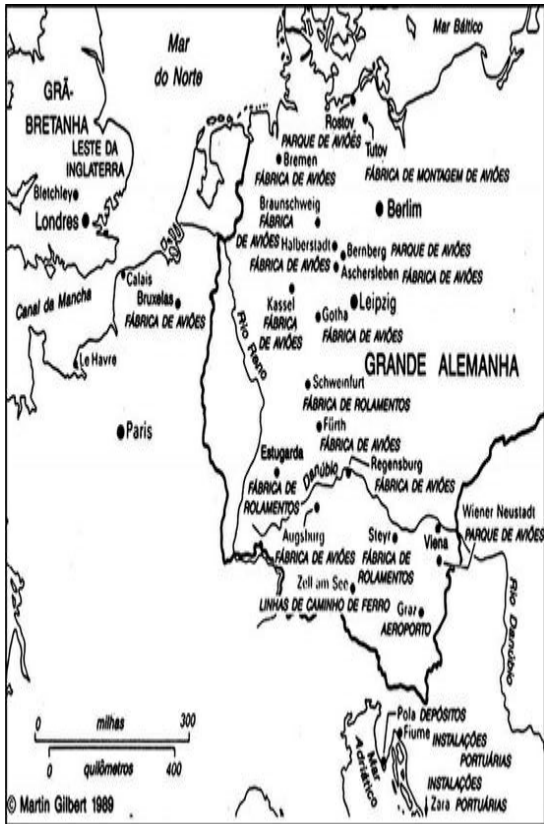 Mar Báltico
Mar
do Norte
GRÃ-
BRETANHA
LESTE DA
INGLATERRA
Bletchley
Londres
Rostov
PARQUE DE AVIÕES
Tutov
FÁBRICA DE MONTAGEM DE AVIÕES
Bremen
FÁBRICA DE AVIÕES
Berlim
Braunschweig
FÁBRICA
DE AVIÕES
Halberstadt
FÁBRICA DE AVIÕES
Bernberg PARQUE DE AVIÕES
Aschersleben FÁBRICA DE AVIÕES
Calais
Canal da Mancha
Bruxelas
FÁBRICA DE AVIÕES
Kassel
FÁBRICA
DE AVIÕES
Leipzig
Gotha
FÁBRICA DE AVIÕES
Rio Reno
Le Havre
GRANDE ALEMANHA
Schweinfurt
FÁBRICA DE ROLAMENTOS
Paris
Fürth
FÁBRICA DE AVIÕES
Estugarda
FÁBRICA DE
ROLAMENTOS
Danúbio
Regensburg
FÁBRICA DE AVIÕES
Wiener Neustadt
PARQUE DE AVIÕES
Augsburg
FÁBRICA DE AVIÕES
Steyr
FÁBRICA DE
ROLAMENTOS
Viena
Zell am See
LINHAS DE CAMINHO DE FERRO
Graz
AEROPORTO
Rio Danúbio
Pola DEPÓSITOS
Fiume INSTALAÇÕES
PORTUÁRIAS
Mar
Adriático
INSTALAÇÕES
Zara PORTUÁRIAS
0 milhas 300
0 quilômetros 400
© Martin Gilbert 1989